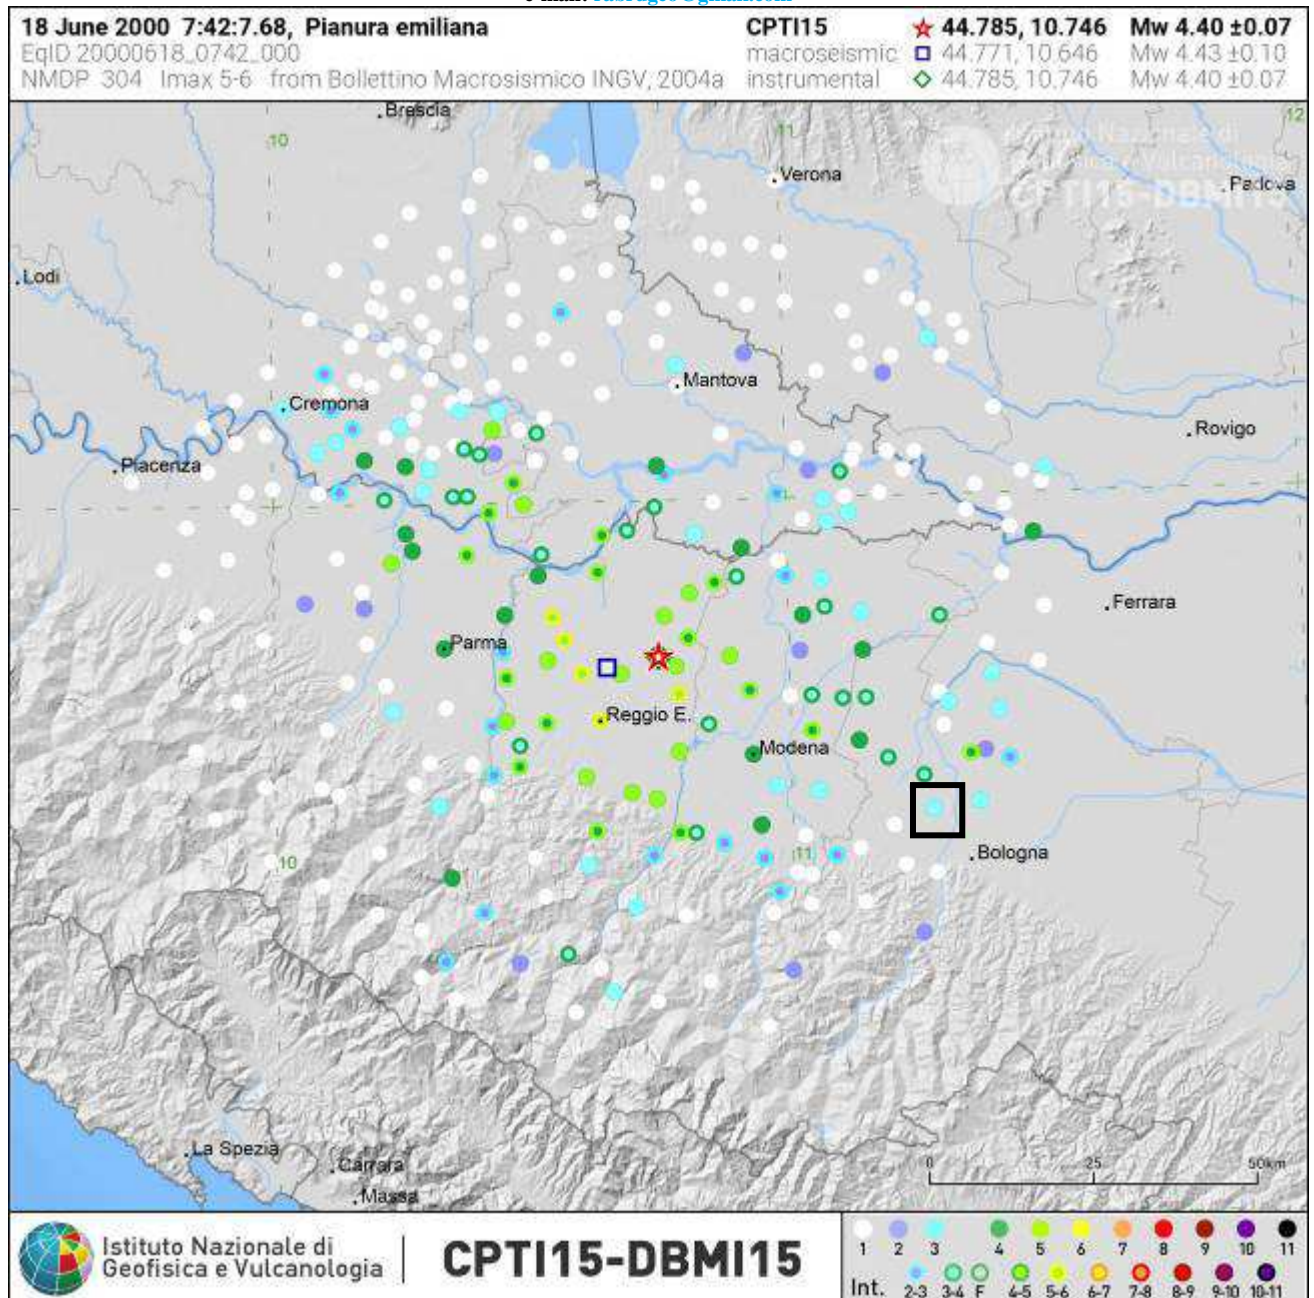 18 June 2000 7:42:7.68, Pianura emiliana
EqID 20000618_0742_000
NMDP 304 Imax 5-6 from Bollettino Macrosismico INGV, 2004a
CPTI15 44.785, 10.746 Mw 4.40 ±0.07
macroseismic 44.771, 10.646 Mw 4.43 ±0.10
instrumental 44.785, 10.746 Mw 4.40 ±0.07
Brescia
10
11
12
Verona
Padova
CPTI15-DBMI15
Lodi
Mantova
Cremona
Rovigo
Piacenza
Ferrara
Parma
Reggio E.
Modena
Bologna
10
11
La Spezia
Carrara
Massa
0 25 50km
Istituto Nazionale di
Geofisica e Vulcanologia
CPTI15-DBMI15
1 2 3 4 5 6 7 8 9 10 11
Int. 2-3 3-4 F 4-5 5-6 6-7 7-8 8-9 9-10 10-11